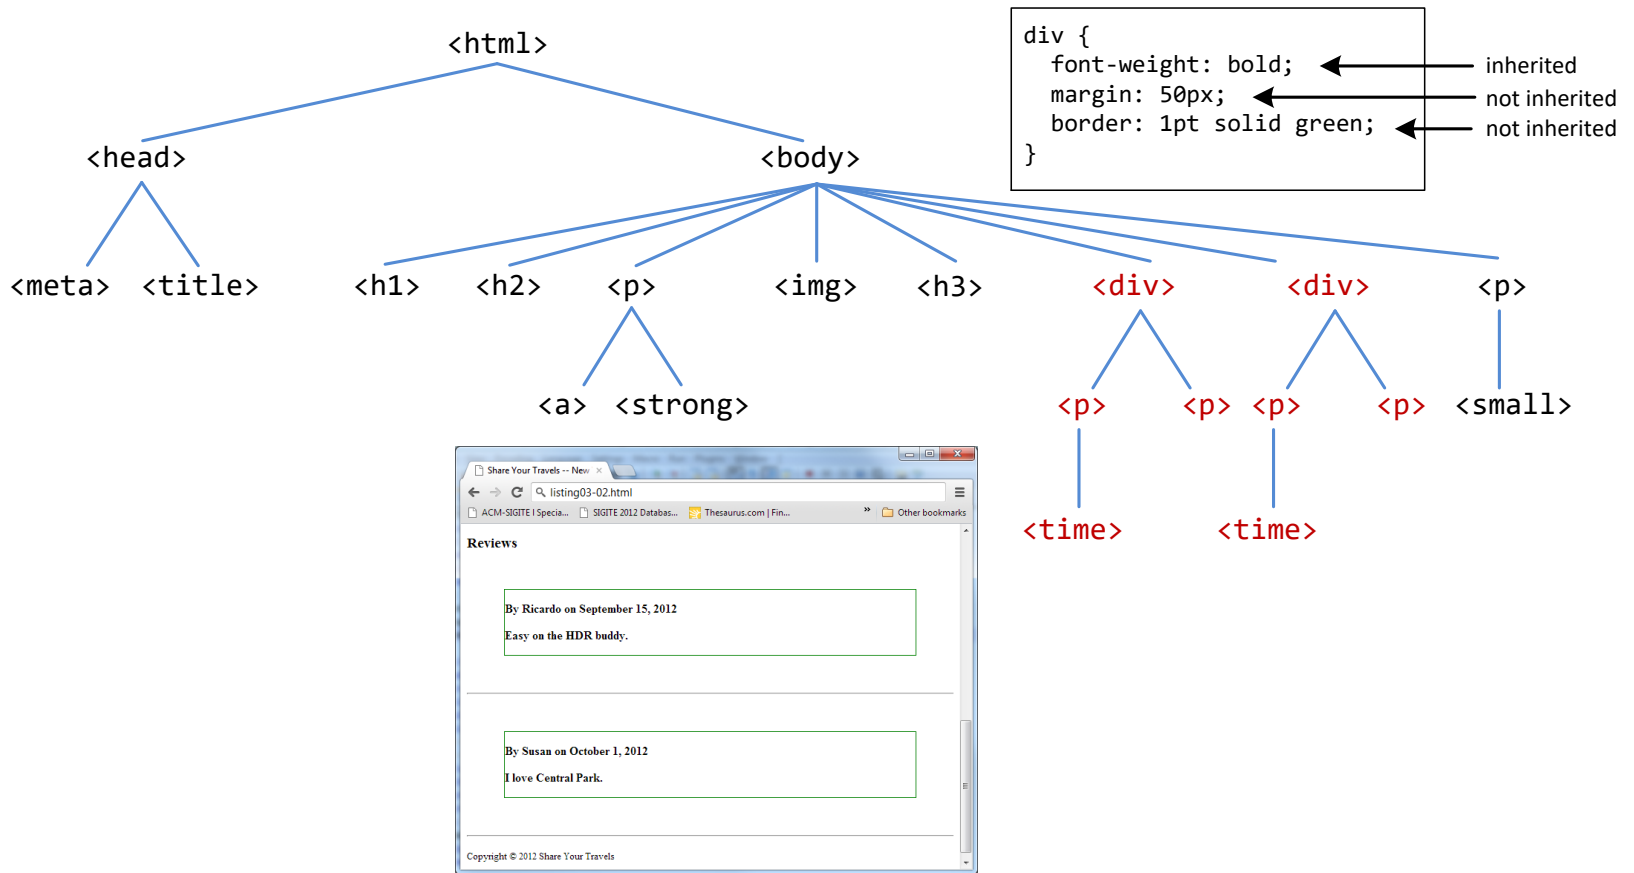 <html>
div {
font-weight: bold;
inherited
margin: 50px;
not inherited
border: 1pt solid green;
not inherited
}
<head>
<body>
<meta> <title> <h1> <h2> <p> <img> <h3> <div> <div> <p>
<a> <strong> <p> <p> <p> <p> <small>
<time> <time>
Share Your Travels -- New
listing03-02.html
ACM-SIGITE | Specia... SIGITE 2012 Databas... Thesaurus.com | Fin... » Other bookmarks
Reviews
By Ricardo on September 15, 2012
Easy on the HDR buddy.
By Susan on October 1, 2012
I love Central Park.
Copyright © 2012 Share Your Travels